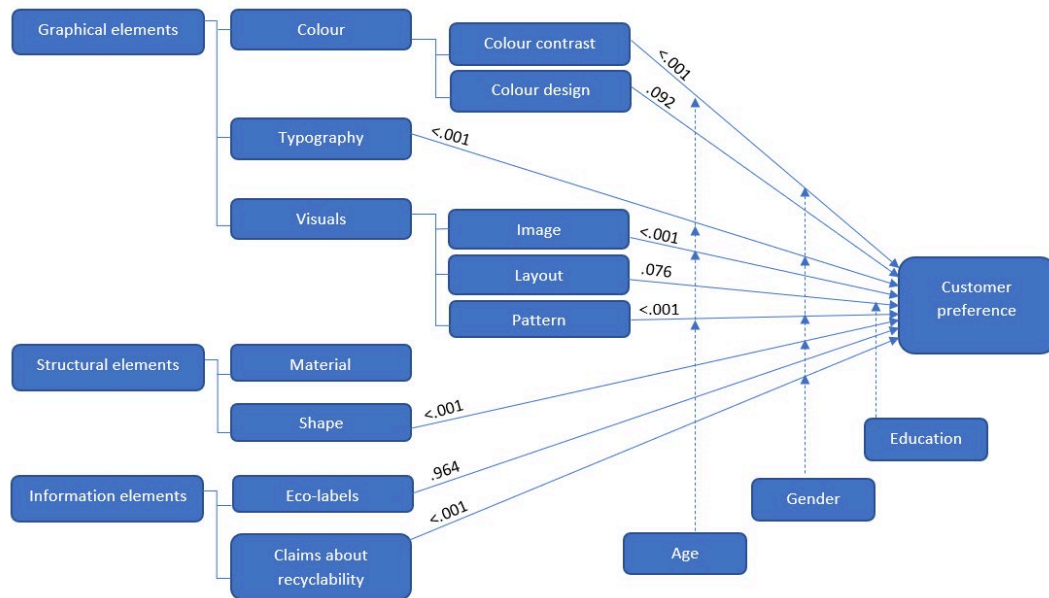 Graphical elements
Colour
Colour contrast
<.001
Colour design
.092
Typography
<.001
Visuals
Image
<.001
Layout
.076
Pattern
<.001
Customer
preference
Structural elements
Material
Shape
<.001
Education
Information elements
Eco-labels
.964
Gender
Claims about
recyclability
<.001
Age